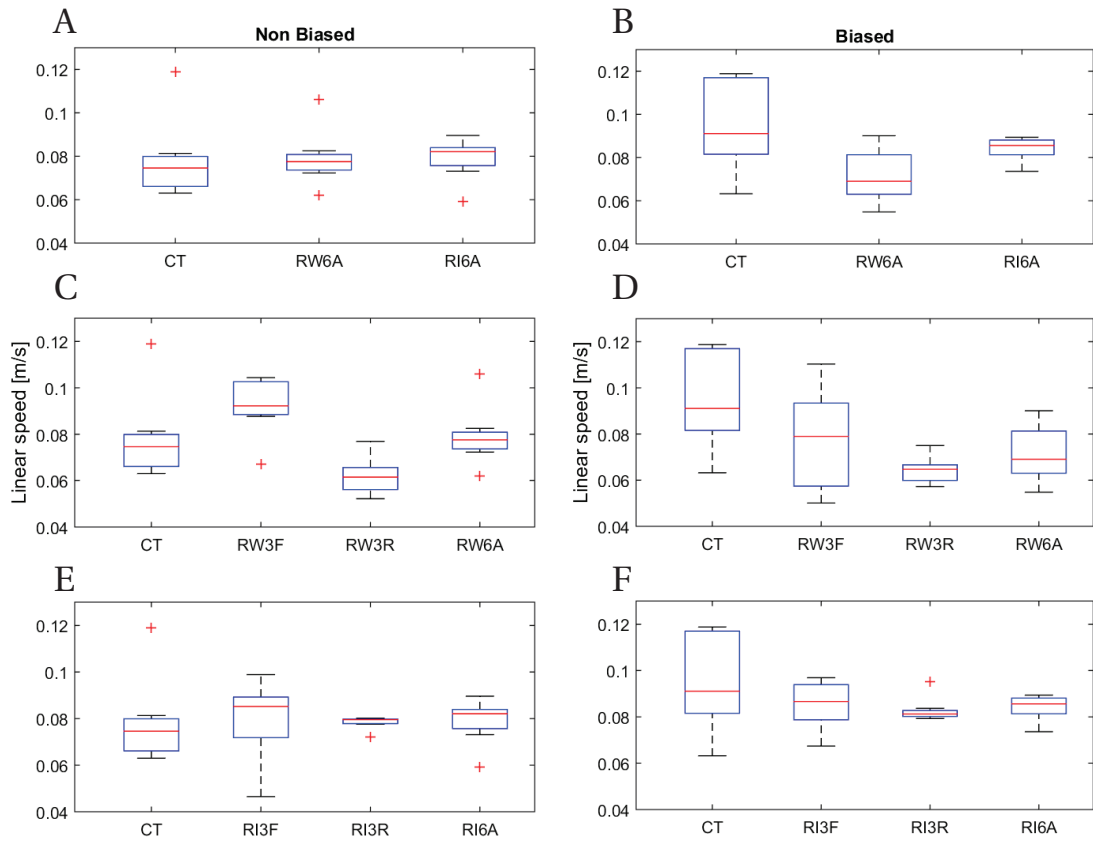 A
Non Biased
0.12
0.1
0.08
0.06
0.04
CT RW6A RI6A
B
Biased
0.12
0.1
0.08
0.06
0.04
CT RW6A RI6A
C
Linear speed [m/s]
0.12
0.1
0.08
0.06
0.04
CT RW3F RW3R RW6A
D
Linear speed [m/s]
0.12
0.1
0.08
0.06
0.04
CT RW3F RW3R RW6A
E
0.12
0.1
0.08
0.06
0.04
CT RI3F RI3R RI6A
F
0.12
0.1
0.08
0.06
0.04
CT RI3F RI3R RI6A